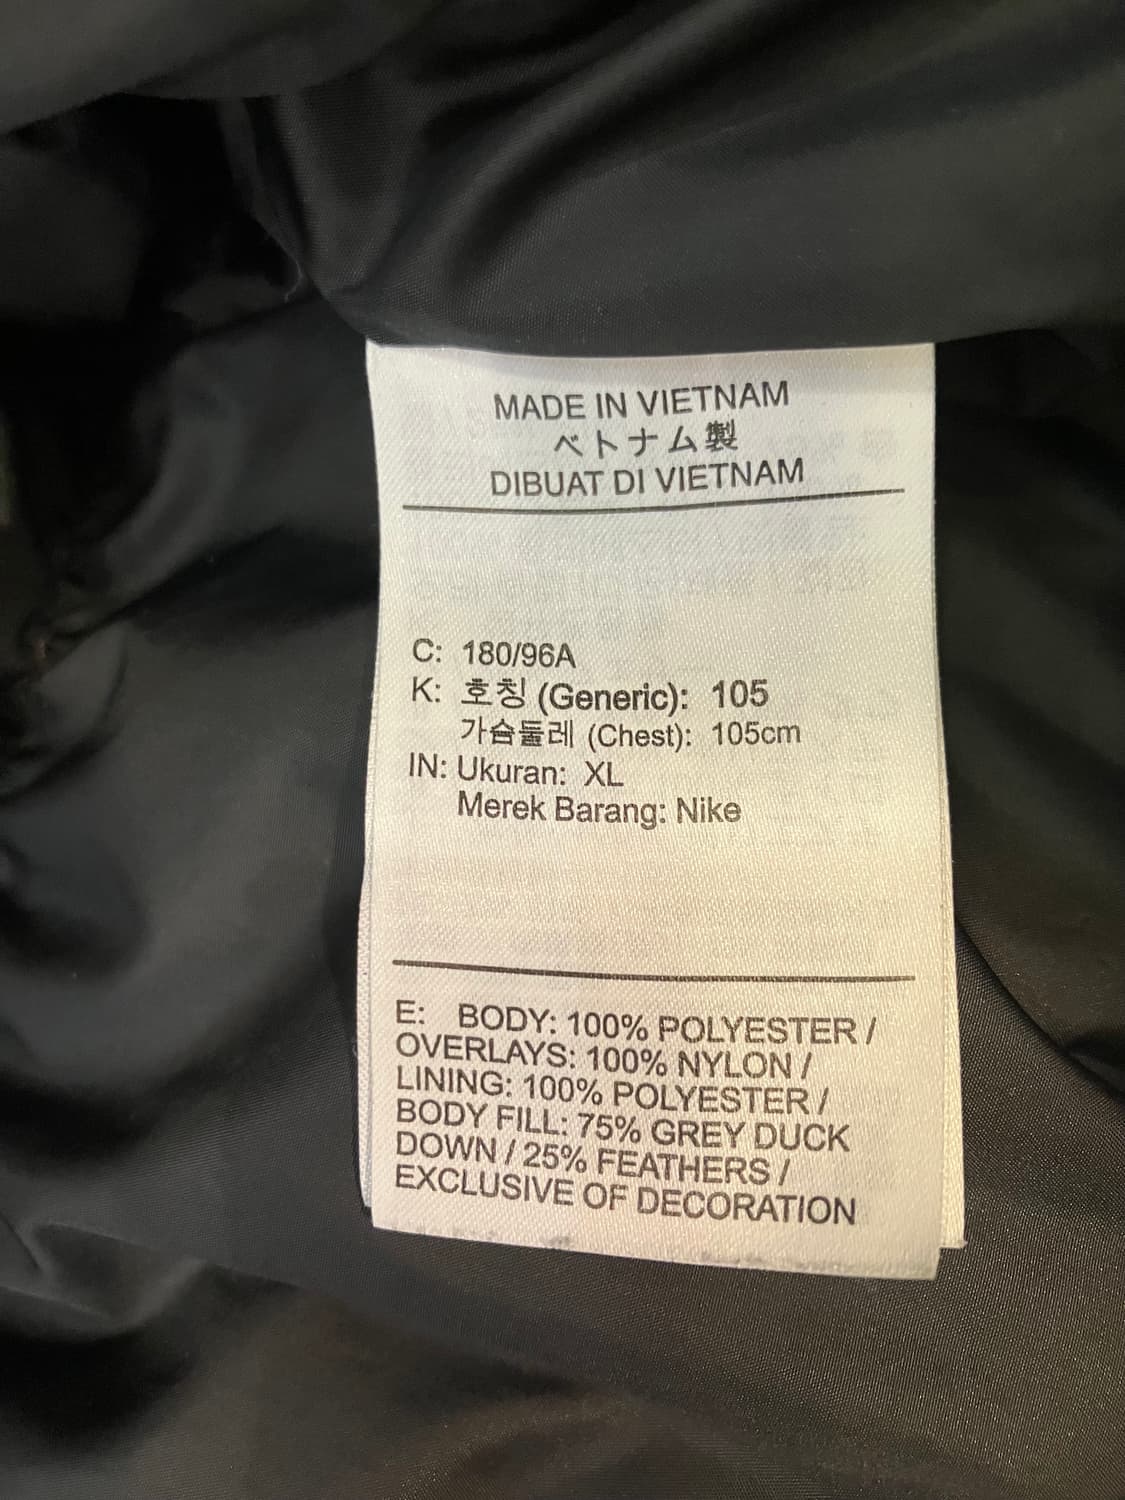 MADE IN VIETNAM
ベトナム製
DIBUAT DI VIETNAM
C: 180/96A
K: 호칭 (Generic): 105
가슴둘레 (Chest): 105cm
IN: Ukuran: XL
Merek Barang: Nike
E: BODY: 100% POLYESTER /
OVERLAYS: 100% NYLON /
LINING: 100% POLYESTER /
BODY FILL: 75% GREY DUCK
DOWN / 25% FEATHERS /
EXCLUSIVE OF DECORATION